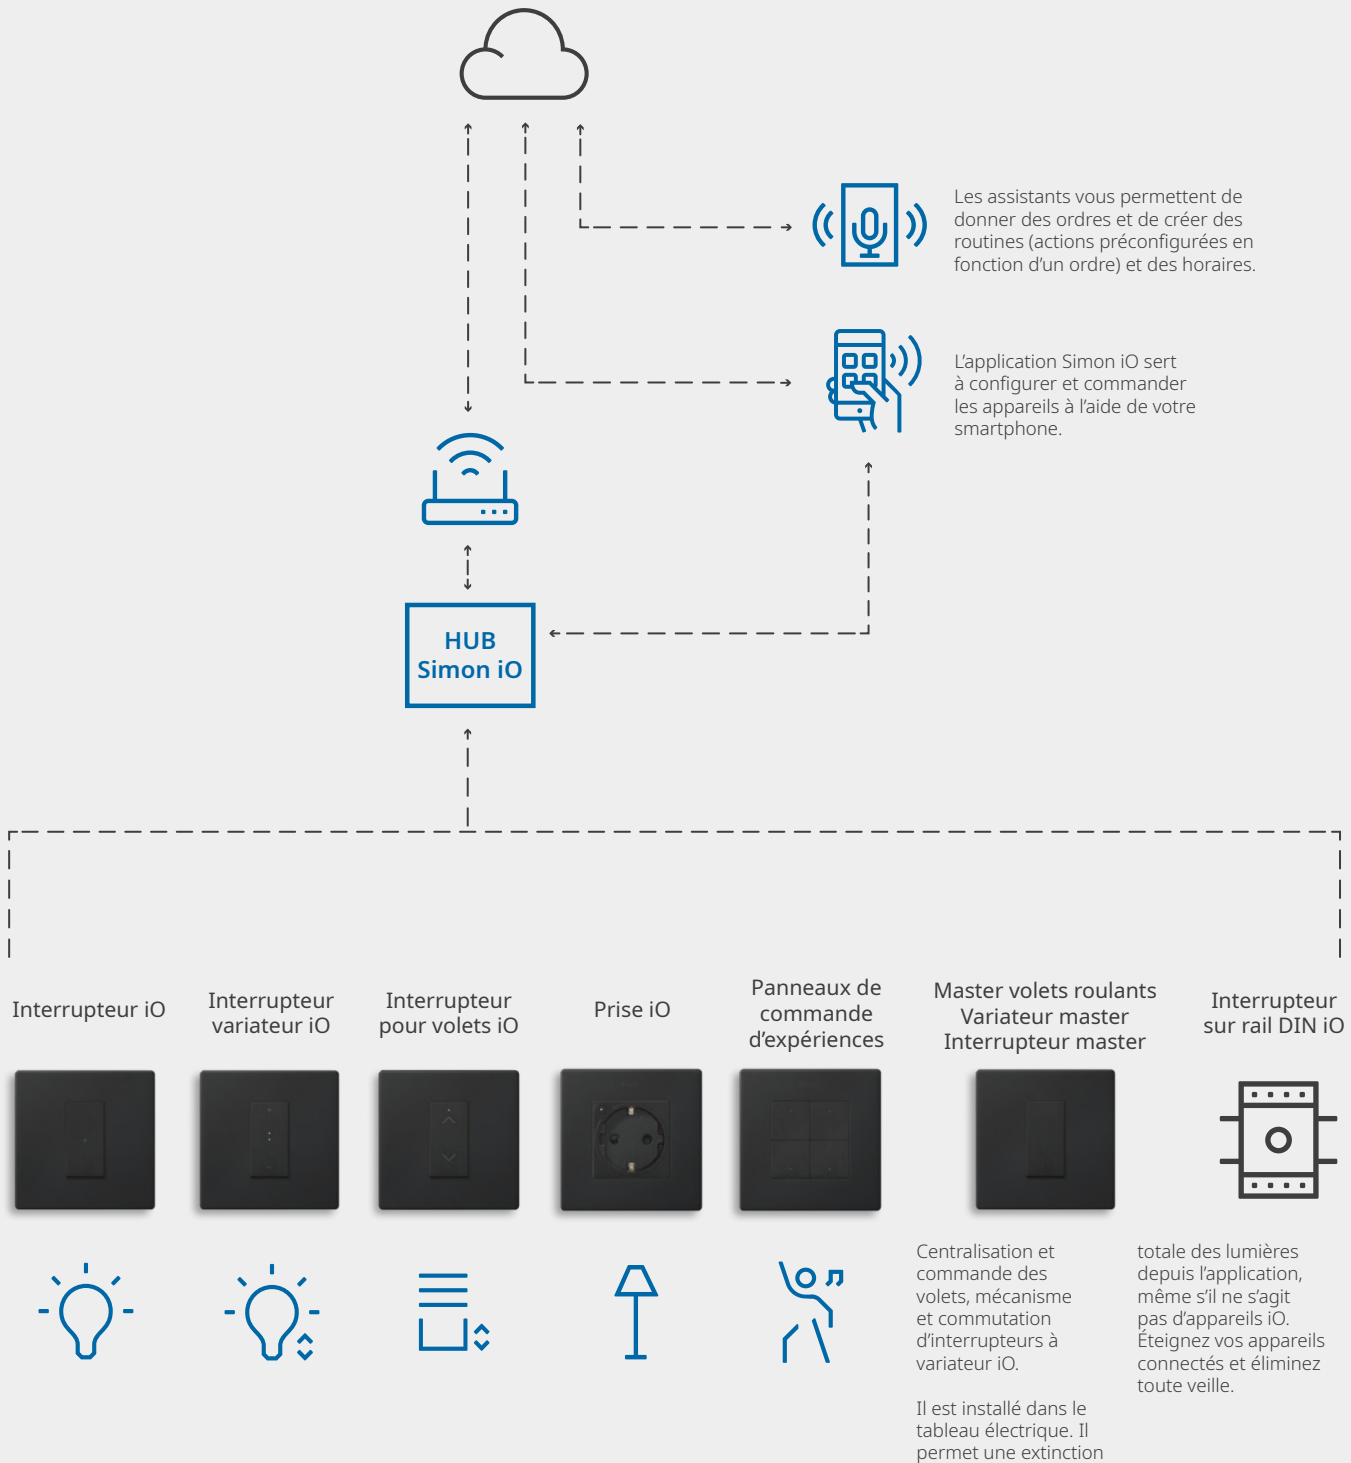 Les assistants vous permettent de
donner des ordres et de créer des
routines (actions préconfigurées en
fonction d’un ordre) et des horaires.
L’application Simon iO sert
à configurer et commander
les appareils à l’aide de votre
smartphone.
HUB
Simon iO
Interrupteur iO
Interrupteur
variateur iO
Interrupteur
pour volets iO
Prise iO
Panneaux de
commande
d’expériences
Master volets roulants
Variateur master
Interrupteur master
Interrupteur
sur rail DIN iO
Centralisation et
commande des
volets, mécanisme
et commutation
d’interrupteurs à
variateur iO.
Il est installé dans le
tableau électrique. Il
permet une extinction
totale des lumières
depuis l’application,
même s’il ne s’agit
pas d’appareils iO.
Éteignez vos appareils
connectés et éliminez
toute veille.